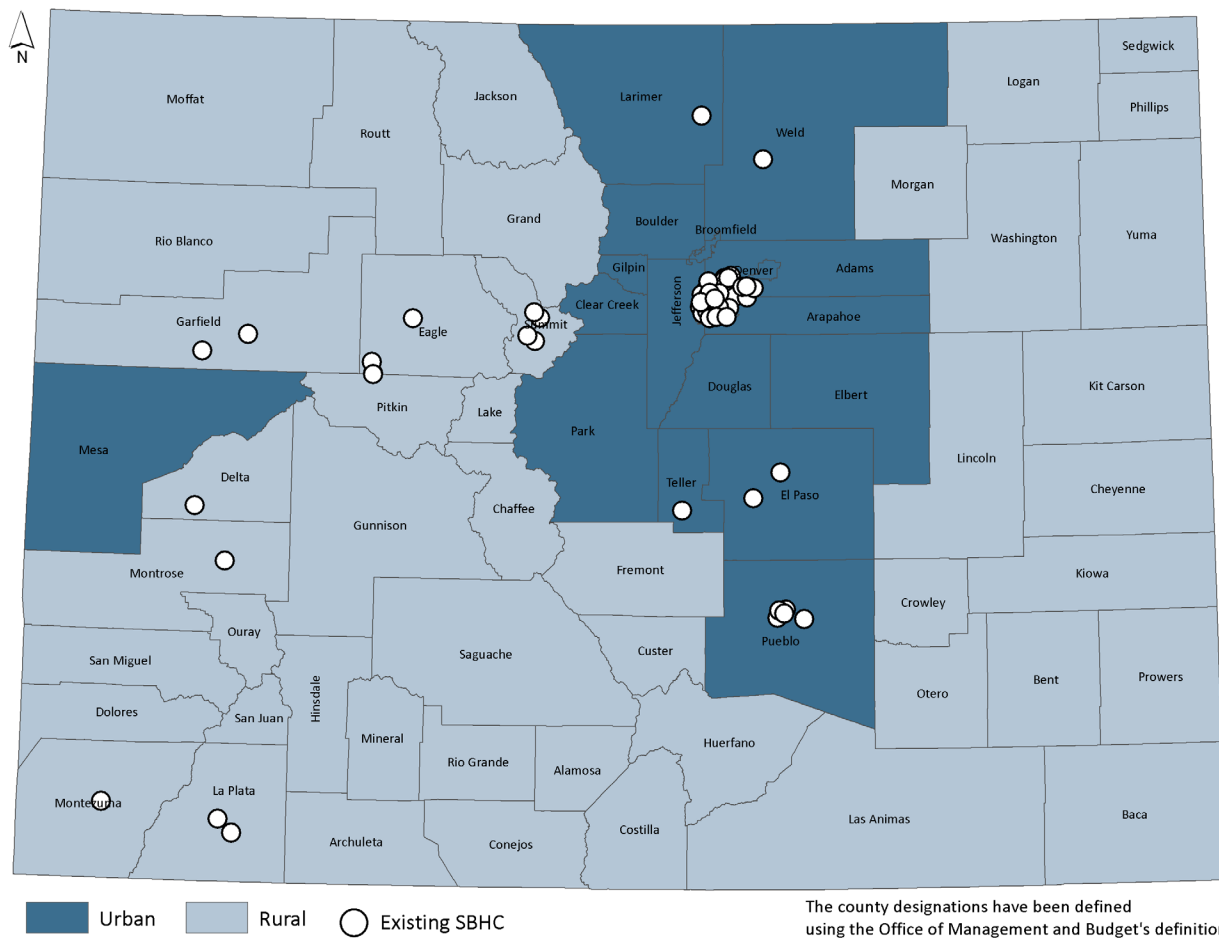 N
Sedgwick
Logan
Phillips
Moffat
Jackson
Larimer
Routt
Weld
Morgan
Grand
Boulder
Broomfield
Rio Blanco
Washington
Yuma
Gilpin
Denver
Adams
Jefferson
Clear Creek
Garfield
Eagle
Summit
Arapahoe
Douglas
Elbert
Kit Carson
Pitkin
Lake
Park
Mesa
Lincoln
Delta
Teller
El Paso
Cheyenne
Chaffee
Gunnison
Montrose
Fremont
Kiowa
Crowley
Ouray
Pueblo
San Miguel
Saguache
Custer
Otero
Bent
Prowers
Hinsdale
Dolores
San Juan
Mineral
Huerfano
Rio Grande
Alamosa
Montezuma
La Plata
Las Animas
Baca
Costilla
Archuleta
Conejos
Urban
Rural
Existing SBHC
The county designations have been defined
using the Office of Management and Budget's definitio